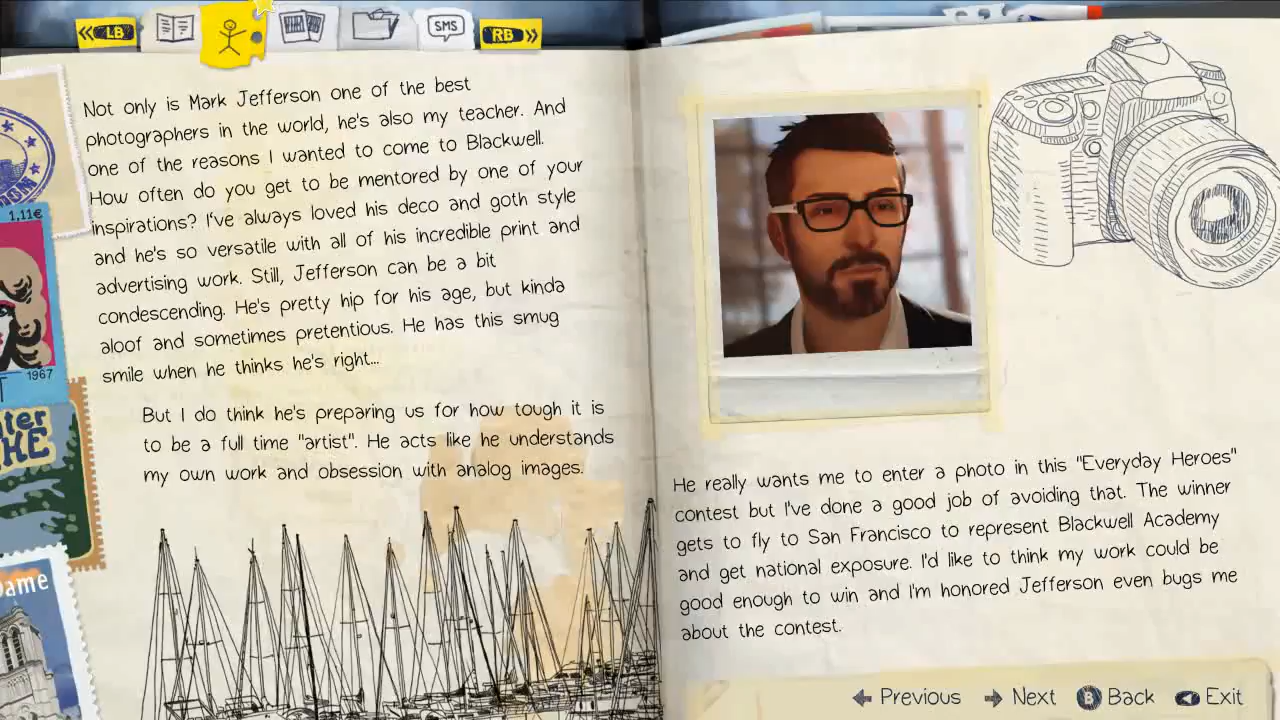 LB
SMS
RB
Not only is Mark Jefferson one of the best
photographers in the world, he's also my teacher. And
one of the reasons I wanted to come to Blackwell.
How often do you get to be mentored by one of your
inspirations? I've always loved his deco and goth style
and he's so versatile with all of his incredible print and
advertising work. Still, Jefferson can be a bit
condescending. He's pretty hip for his age, but kinda
aloof and sometimes pretentious. He has this smug
smile when he thinks he's right...
But I do think he's preparing us for how tough it is
to be a full time "artist". He acts like he understands
my own work and obsession with analog images.
1,11€
1967
Dame
He really wants me to enter a photo in this "Everyday Heroes"
contest but I've done a good job of avoiding that. The winner
gets to fly to San Francisco to represent Blackwell Academy
and get national exposure. I'd like to think my work could be
good enough to win and I'm honored Jefferson even bugs me
about the contest.
Previous
Next
B Back
Exit